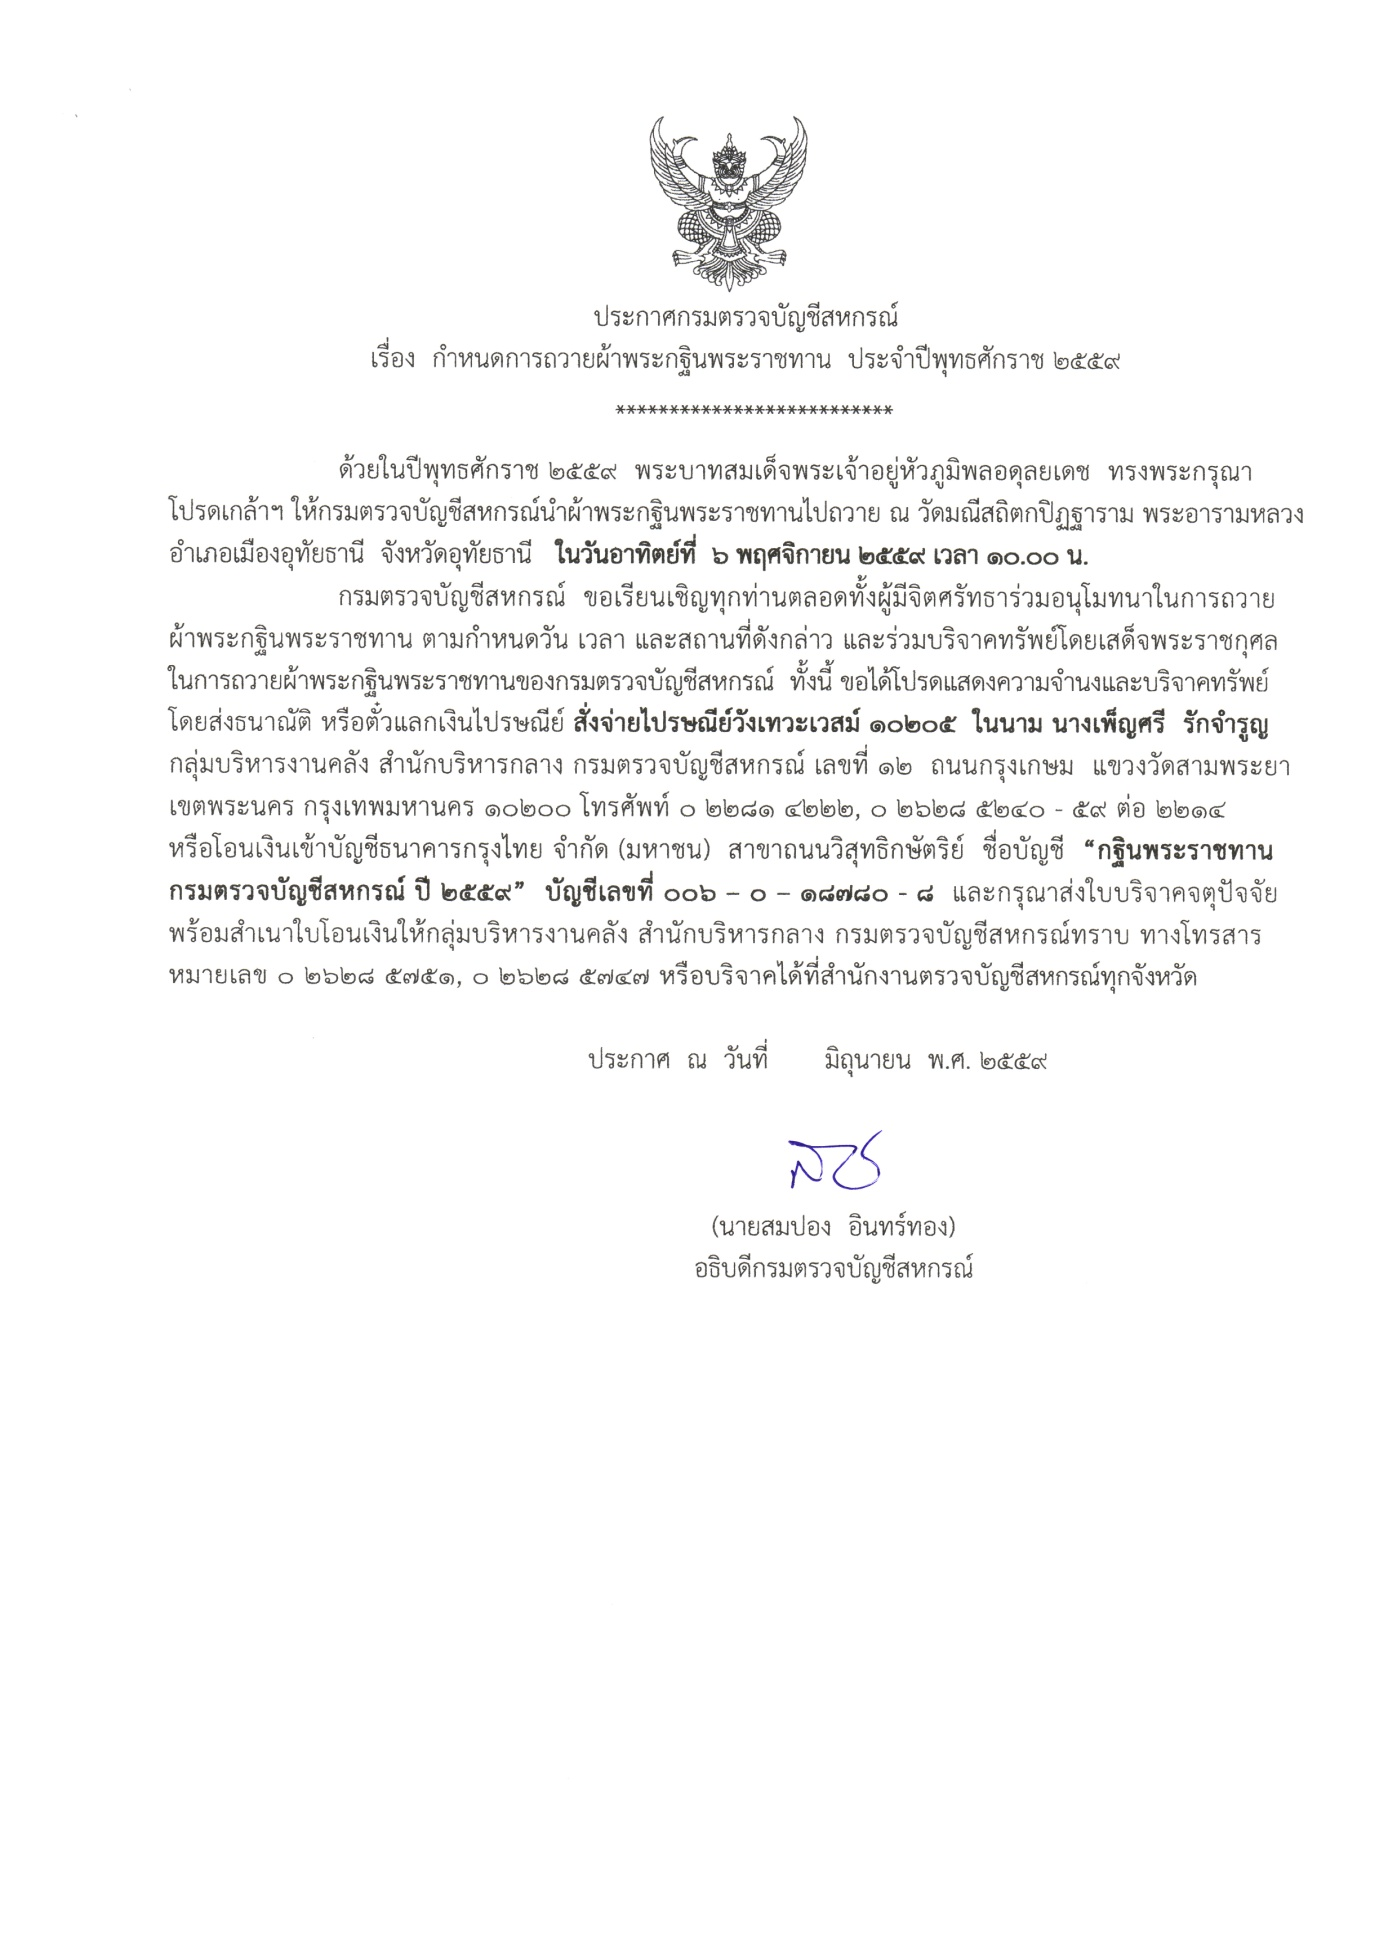 ประกาศกรมตรวจบัญชีสหกรณ์
เรื่อง กำหนดการถวายผ้าพระกฐินพระราชทาน ประจำปีพุทธศักราช ๒๕๕๙
**************************
ด้วยในปีพุทธศักราช ๒๕๕๙ พระบาทสมเด็จพระเจ้าอยู่หัวภูมิพลอดุลยเดช ทรงพระกรุณา
โปรดเกล้าฯ ให้กรมตรวจบัญชีสหกรณ์นำผ้าพระกฐินพระราชทานไปถวาย ณ วัดมณีสถิตกปิฏฐาราม พระอารามหลวง
อำเภอเมืองอุทัยธานี จังหวัดอุทัยธานี ในวันอาทิตย์ที่ ๖ พฤศจิกายน ๒๕๕๙ เวลา ๑๐.๐๐ น.
กรมตรวจบัญชีสหกรณ์ ขอเรียนเชิญทุกท่านตลอดทั้งผู้มีจิตศรัทธาร่วมอนุโมทนาในการถวาย
ผ้าพระกฐินพระราชทาน ตามกำหนดวัน เวลา และสถานที่ดังกล่าว และร่วมบริจาคทรัพย์โดยเสด็จพระราชกุศล
ในการถวายผ้าพระกฐินพระราชทานของกรมตรวจบัญชีสหกรณ์ ทั้งนี้ ขอได้โปรดแสดงความจำนงและบริจาคทรัพย์
โดยส่งธนาณัติ หรือตั๋วแลกเงินไปรษณีย์ สั่งจ่ายไปรษณีย์วังเทวะเวสม์ ๑๐๒๐๕ ในนาม นางเพ็ญศรี รักจำรูญ
กลุ่มบริหารงานคลัง สำนักบริหารกลาง กรมตรวจบัญชีสหกรณ์ เลขที่ ๑๒ ถนนกรุงเกษม แขวงวัดสามพระยา
เขตพระนคร กรุงเทพมหานคร ๑๐๒๐๐ โทรศัพท์ ๐ ๒๒๘๑ ๔๒๒๒, ๐ ๒๖๒๘ ๕๒๔๐ - ๕๙ ต่อ ๒๒๑๔
หรือโอนเงินเข้าบัญชีธนาคารกรุงไทย จำกัด (มหาชน) สาขาถนนวิสุทธิกษัตริย์ ชื่อบัญชี “กฐินพระราชทาน
กรมตรวจบัญชีสหกรณ์ ปี ๒๕๕๙” บัญชีเลขที่ ๐๐๖ – ๐ – ๑๘๗๘๐ - ๘ และกรุณาส่งใบบริจาคจตุปัจจัย
พร้อมสำเนาใบโอนเงินให้กลุ่มบริหารงานคลัง สำนักบริหารกลาง กรมตรวจบัญชีสหกรณ์ทราบ ทางโทรสาร
หมายเลข ๐ ๒๖๒๘ ๕๗๕๑, ๐ ๒๖๒๘ ๕๗๔๗ หรือบริจาคได้ที่สำนักงานตรวจบัญชีสหกรณ์ทุกจังหวัด
ประกาศ ณ วันที่ มิถุนายน พ.ศ. ๒๕๕๙
(นายสมปอง อินทร์ทอง)
อธิบดีกรมตรวจบัญชีสหกรณ์